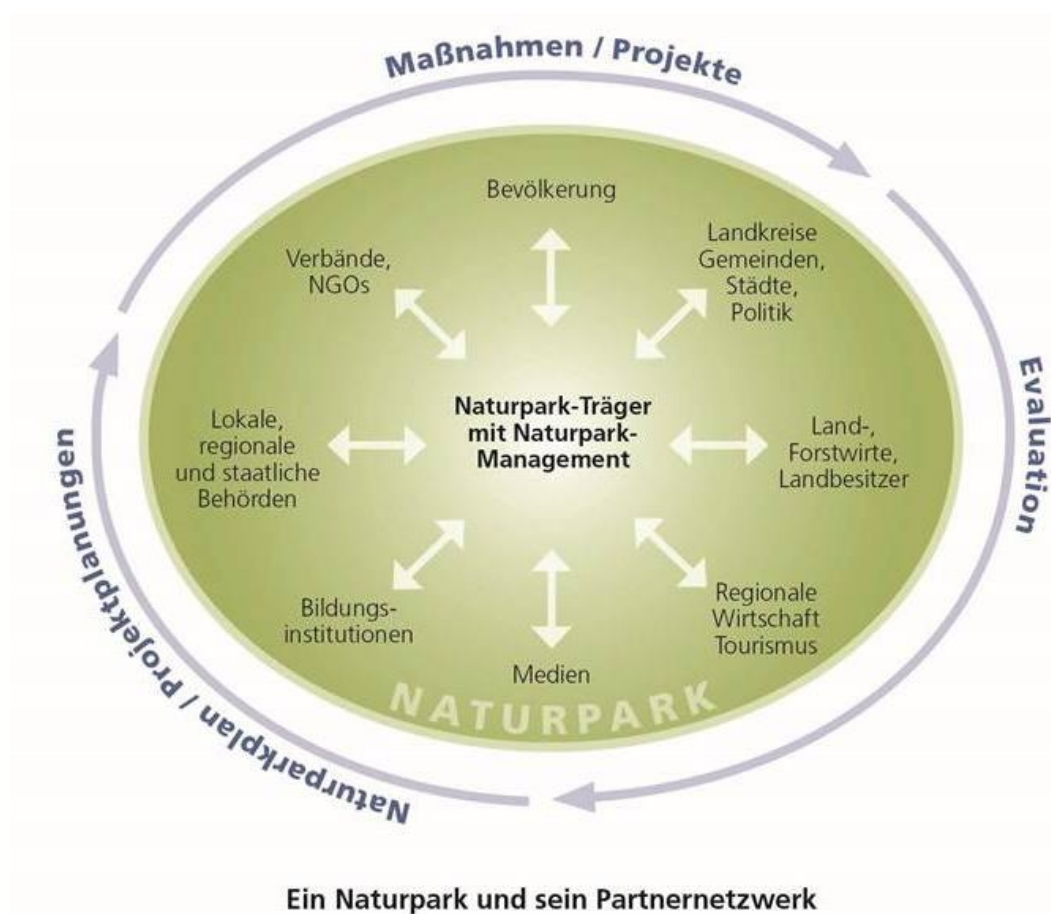 Maßnahmen / Projekte
Bevölkerung
Landkreise
Gemeinden,
Städte,
Politik
Verbände,
NGOs
Evaluation
Naturpark-Träger
mit Naturpark-
Management
Lokale,
regionale
und staatliche
Behörden
Land-,
Forstwirte,
Landbesitzer
Naturparkplan / Projektplanungen
Bildungs-
institutionen
Regionale
Wirtschaft
Tourismus
Medien
NATURPARK
Ein Naturpark und sein Partnernetzwerk